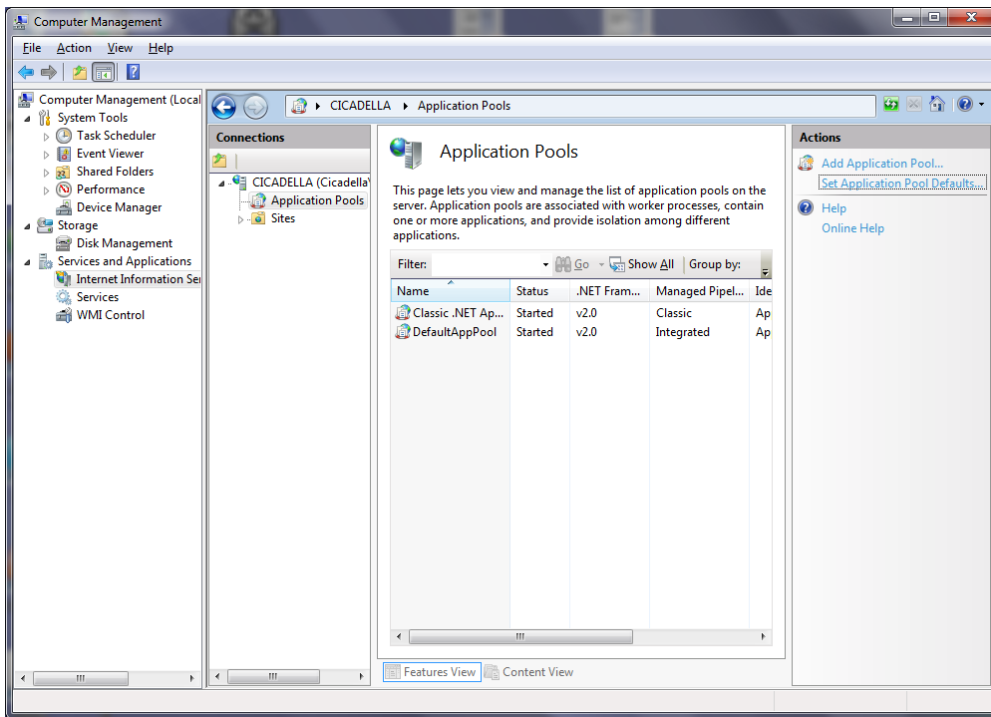 Computer Management
File Action View Help
CICADELLA Application Pools
Computer Management (Local
System Tools
Task Scheduler
Event Viewer
Shared Folders
Performance
Device Manager
Storage
Disk Management
Services and Applications
Internet Information Ser
Services
WMI Control
Connections
CICADELLA (Cicadella\
Application Pools
Sites
Application Pools
This page lets you view and manage the list of application pools on the
server. Application pools are associated with worker processes, contain
one or more applications, and provide isolation among different
applications.
Filter: Go Show All Group by:
Name Status .NET Fram... Managed Pipel... Ide
Classic .NET Ap... Started v2.0 Classic Ap
DefaultAppPool Started v2.0 Integrated Ap
Features View Content View
Actions
Add Application Pool...
Set Application Pool Defaults...
Help
Online Help